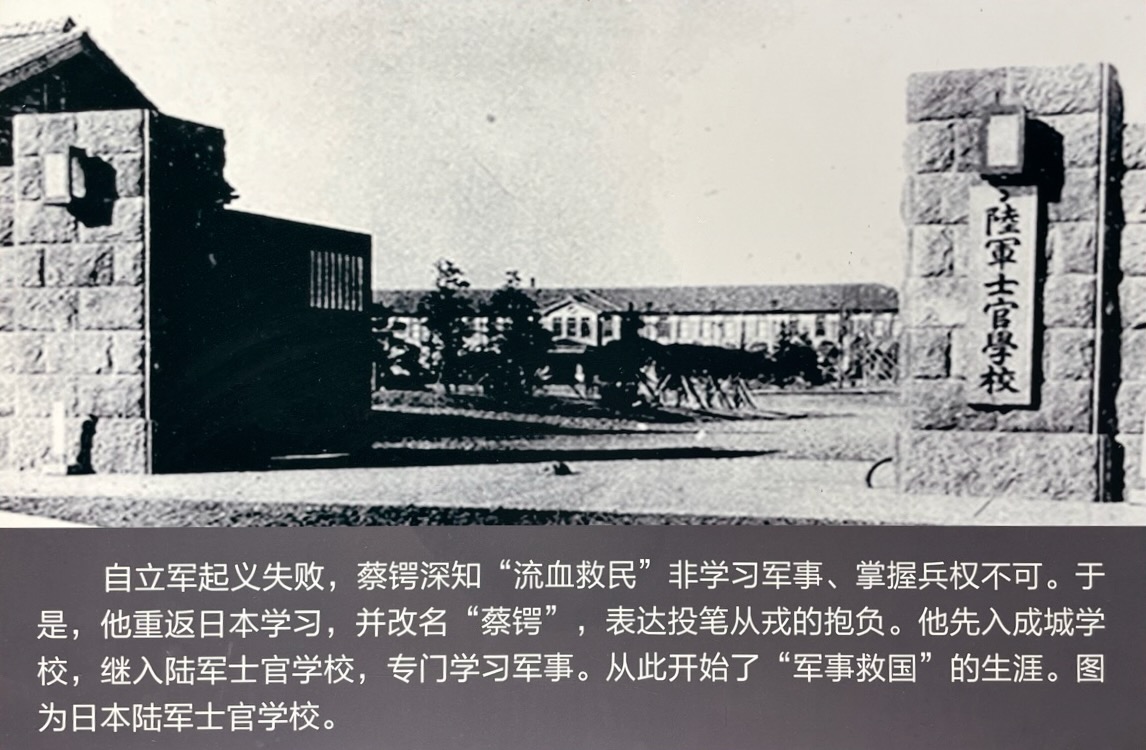 陸軍士官學校
自立军起义失败，蔡锷深知“流血救民”非学习军事、掌握兵权不可。于
是，他重返日本学习，并改名“蔡锷”，表达投笔从戎的抱负。他先入成城学
校，继入陆军士官学校，专门学习军事。从此开始了“军事救国”的生涯。图
为日本陆军士官学校。